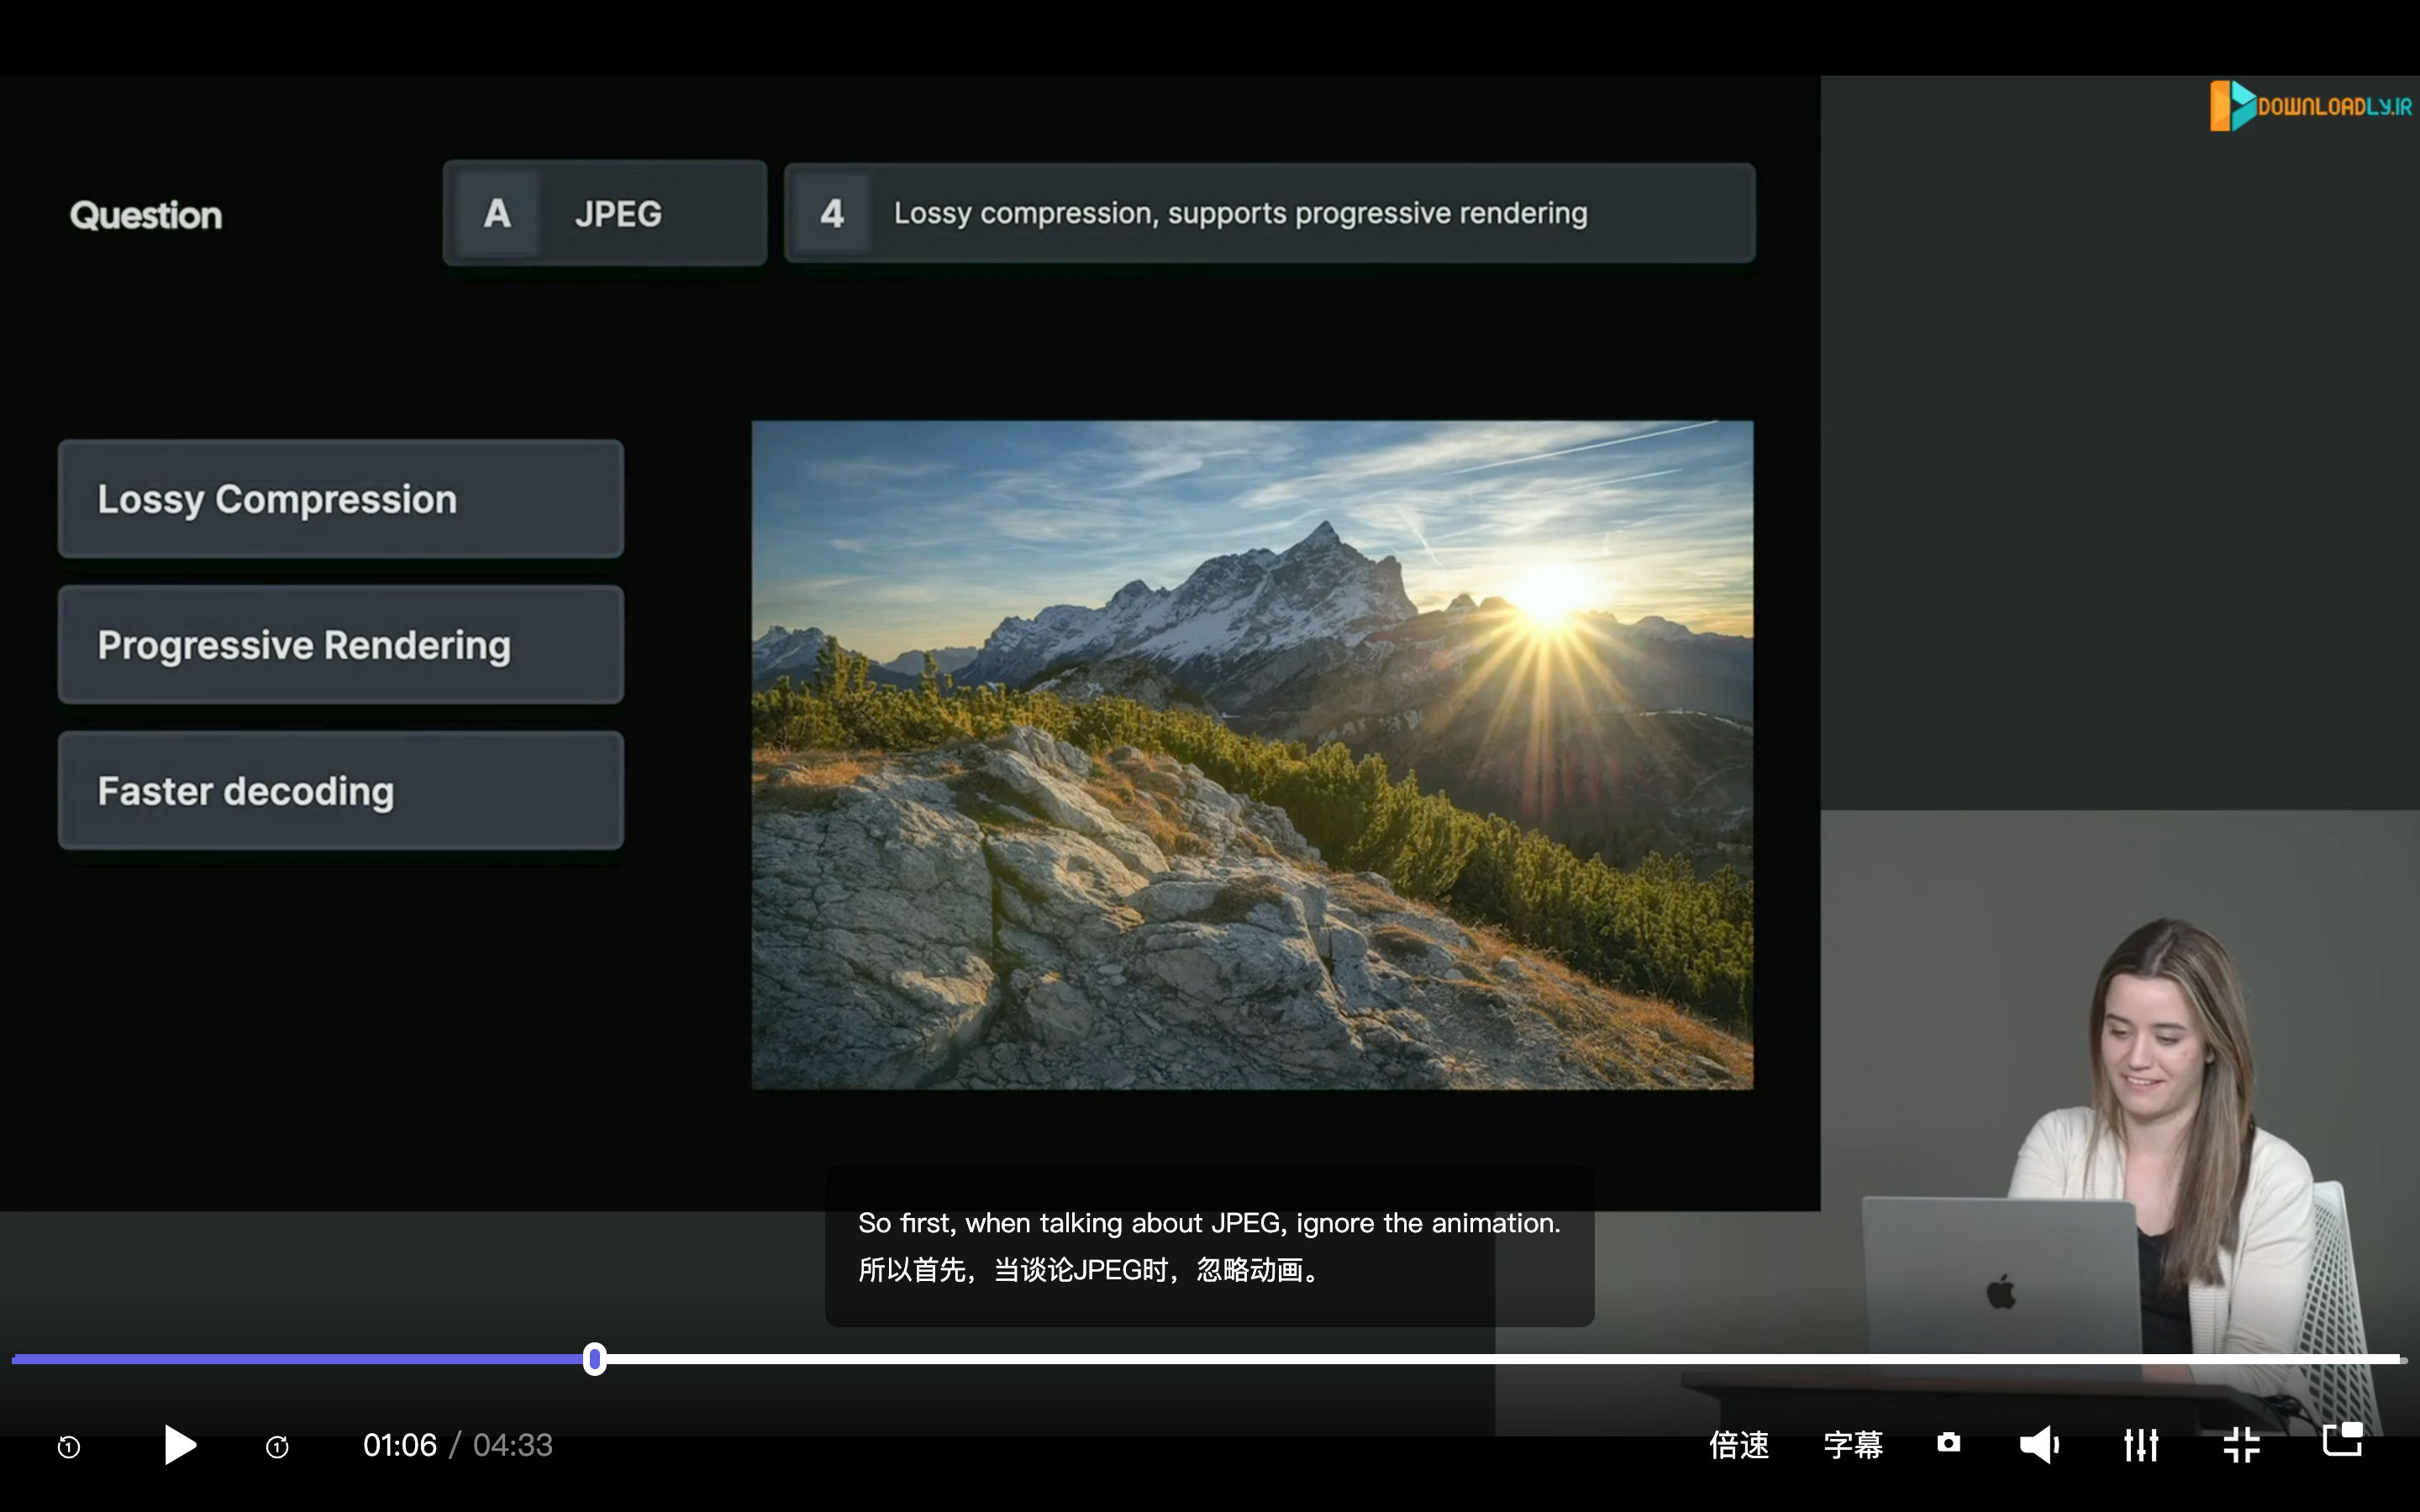 DOWNLOADLY.IR
Question
A
JPEG
4
Lossy compression, supports progressive rendering
Lossy Compression
Progressive Rendering
Faster decoding
So first, when talking about JPEG, ignore the animation.
所以首先，当谈论JPEG时，忽略动画。
1
1
01:06 / 04:33
倍速
字幕